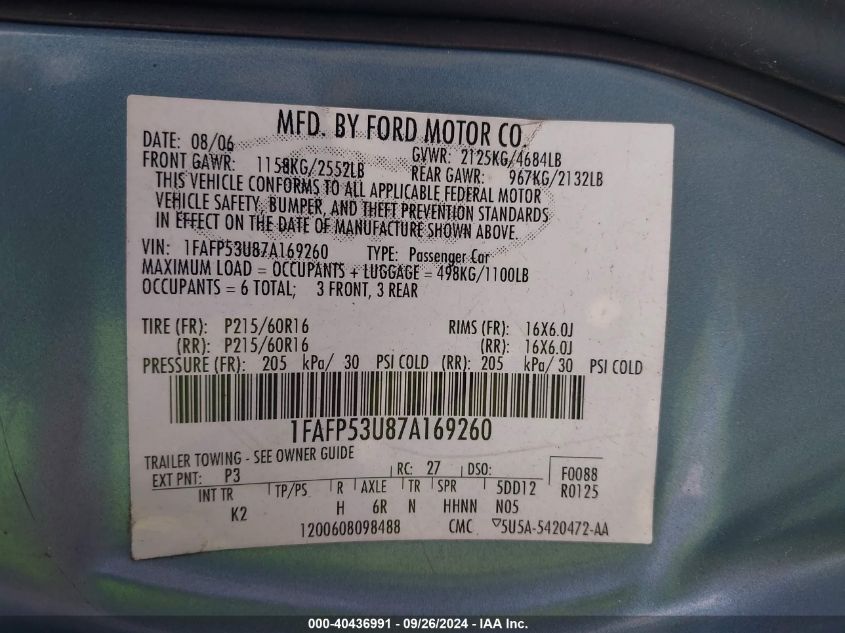 MFD. BY FORD MOTOR CO.
DATE: 08/06 GVWR: 2125KG/4684LB
FRONT GAWR: 1158KG/2552LB REAR GAWR: 967KG/2132LB
THIS VEHICLE CONFORMS TO ALL APPLICABLE FEDERAL MOTOR
VEHICLE SAFETY, BUMPER, AND THEFT PREVENTION STANDARDS
IN EFFECT ON THE DATE OF MANUFACTURE SHOWN ABOVE.
VIN: 1FAFP53U87A169260 TYPE: Passenger Car
MAXIMUM LOAD = OCCUPANTS + LUGGAGE = 498KG/1100LB
OCCUPANTS = 6 TOTAL; 3 FRONT, 3 REAR
TIRE (FR): P215/60R16 RIMS (FR): 16X6.0J
(RR): P215/60R16 (RR): 16X6.0J
PRESSURE (FR): 205 kPa/ 30 PSI COLD (RR): 205 kPa/ 30 PSI COLD
1FAFP53U87A169260
TRAILER TOWING - SEE OWNER GUIDE
EXT PNT: P3 RC: 27 DSO: F0088
INT TR TP/PS R AXLE TR SPR 5DD12 R0125
K2 H 6R N HHNN N05
1200608098488 CMC ▽5U5A-5420472-AA
000-40436991 - 09/26/2024 - IAA Inc.